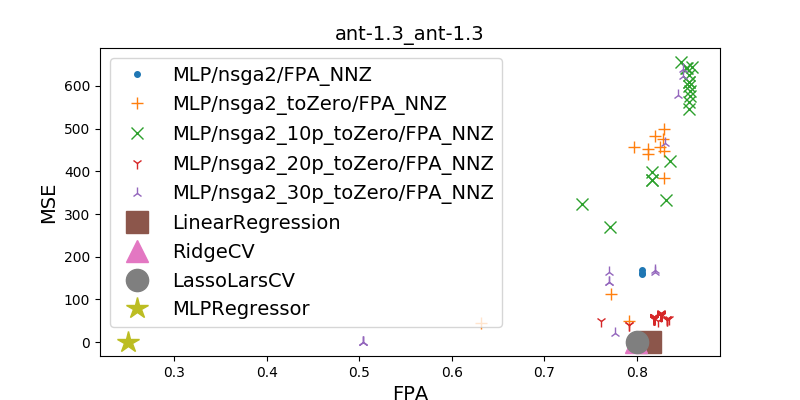 ant-1.3_ant-1.3
MLP/nsga2/FPA_NNZ
MLP/nsga2_toZero/FPA_NNZ
MLP/nsga2_10p_toZero/FPA_NNZ
MLP/nsga2_20p_toZero/FPA_NNZ
MLP/nsga2_30p_toZero/FPA_NNZ
LinearRegression
RidgeCV
LassoLarsCV
MLPRegressor
MSE
600
500
400
300
200
100
0
0.3 0.4 0.5 0.6 0.7 0.8
FPA